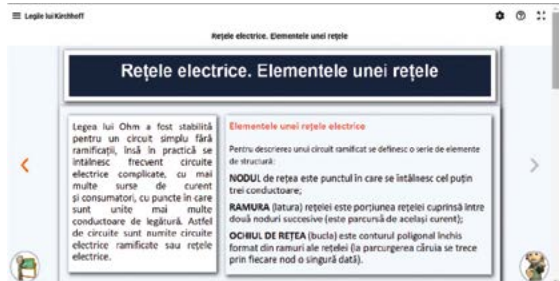 Legile lui Kirchhoff
Rețele electrice. Elementele unei rețele
Rețele electrice. Elementele unei rețele
Legea lui Ohm a fost stabilită
pentru un circuit simplu fără
ramificații, însă în practică se
întâlnesc frecvent circuite
electrice complicate, cu mai
multe surse de curent
și consumatori, cu puncte în care
sunt unite mai multe
conductoare de legătură. Astfel
de circuite sunt numite circuite
electrice ramificate sau rețele
electrice.
Elementele unei rețele electrice
Pentru descrierea unui circuit ramificat se definesc o serie de elemente
de structură:
NODUL de rețea este punctul în care se întâlnesc cel puțin
trei conductoare;
RAMURA (latura) rețelei este porțiunea rețelei cuprinsă între
două noduri succesive (este parcursă de același curent);
OCHIUL DE REȚEA (bucla) este conturul poligonal închis
format din ramuri ale rețelei (la parcurgerea căruia se trece
prin fiecare nod o singură dată).